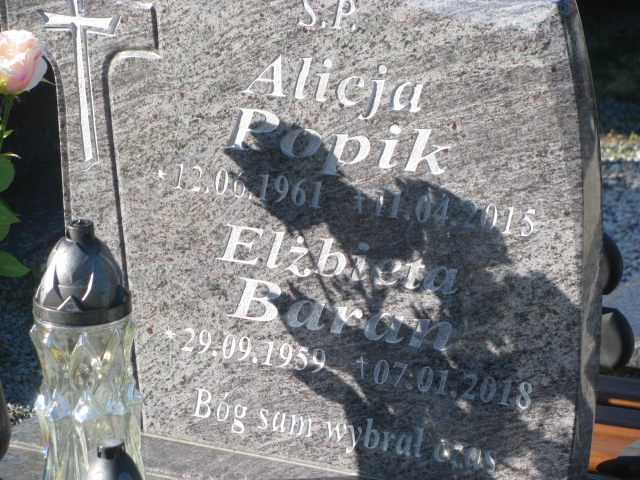 Ś.P.
Alicja
Popik
*12.06.1961 †11.04.2015
Elżbieta
Baran
*29.09.1959 †07.01.2018
Bóg sam wybrał czas